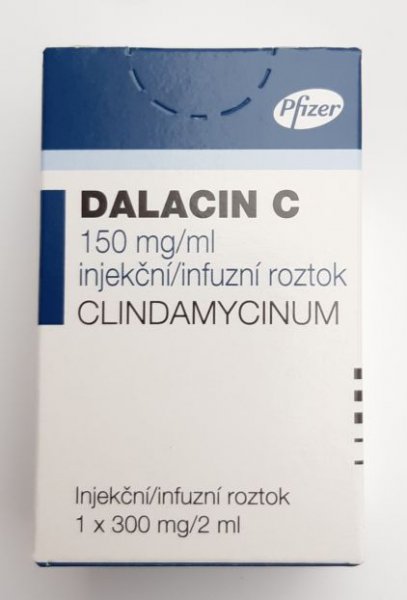 Pfizer
DALACIN C
150 mg/ml
injekční/infuzní roztok
CLINDAMYCINUM
Injekční/infuzní roztok
1 x 300 mg/2 ml